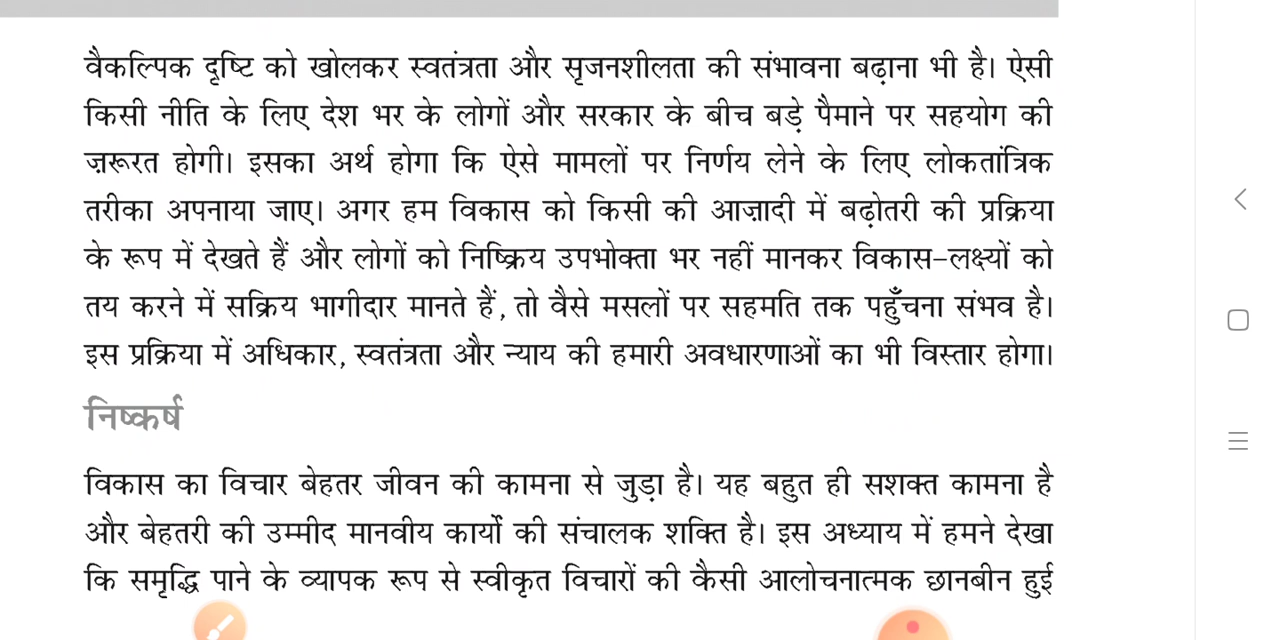 वैकल्पिक दृष्टि को खोलकर स्वतंत्रता और सृजनशीलता की संभावना बढ़ाना भी है। ऐसी
किसी नीति के लिए देश भर के लोगों और सरकार के बीच बड़े पैमाने पर सहयोग की
ज़रूरत होगी। इसका अर्थ होगा कि ऐसे मामलों पर निर्णय लेने के लिए लोकतांत्रिक
तरीका अपनाया जाए। अगर हम विकास को किसी की आज़ादी में बढ़ोतरी की प्रक्रिया
के रूप में देखते हैं और लोगों को निष्क्रिय उपभोक्ता भर नहीं मानकर विकास-लक्ष्यों को
तय करने में सक्रिय भागीदार मानते हैं, तो वैसे मसलों पर सहमति तक पहुँचना संभव है।
इस प्रक्रिया में अधिकार, स्वतंत्रता और न्याय की हमारी अवधारणाओं का भी विस्तार होगा।
निष्कर्ष
विकास का विचार बेहतर जीवन की कामना से जुड़ा है। यह बहुत ही सशक्त कामना है
और बेहतरी की उम्मीद मानवीय कार्यों की संचालक शक्ति है। इस अध्याय में हमने देखा
कि समृद्धि पाने के व्यापक रूप से स्वीकृत विचारों की कैसी आलोचनात्मक छानबीन हुई